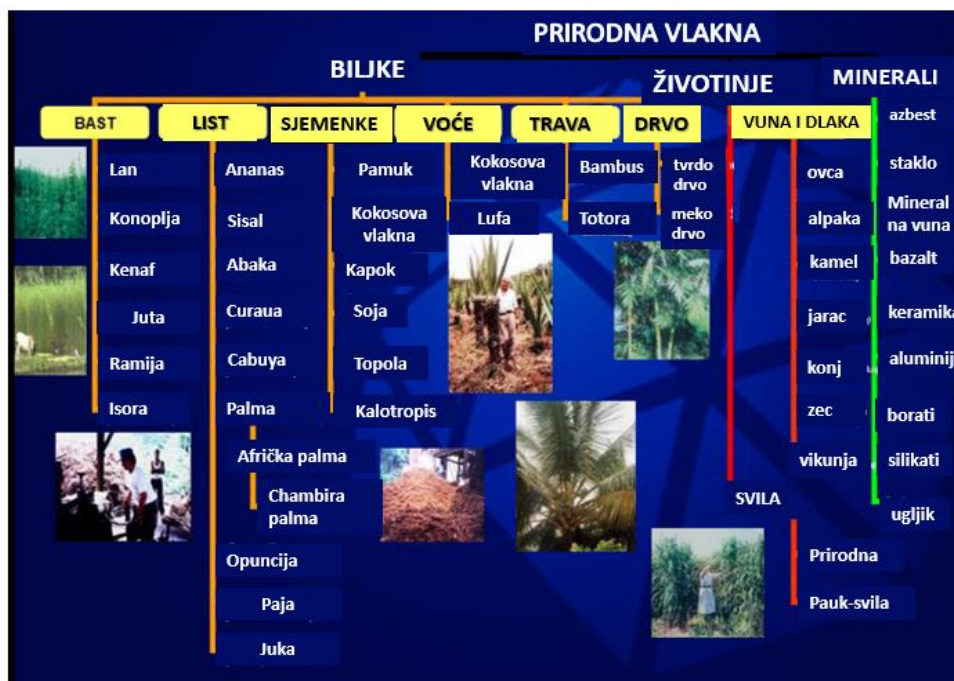 PRIRODNA VLAKNA
BILJKE
ŽIVOTINJE
MINERALI
BAST
LIST
SJEMENKE
VOĆE
TRAVA
DRVO
VUNA I DLAKA
Lan
Konoplja
Kenaf
Juta
Ramija
Isora
Ananas
Sisal
Abaka
Curaua
Cabuya
Palma
Afrička palma
Chambira
palma
Opuncija
Paja
Juka
Pamuk
Kokosova
vlakna
Kapok
Soja
Topola
Kalotropis
Kokosova
vlakna
Lufa
Bambus
Totora
tvrdo
drvo
meko
drvo
ovca
alpaka
kamel
jarac
konj
zec
vikunja
SVILA
Prirodna
Pauk-svila
azbest
staklo
Mineral
na vuna
bazalt
keramika
aluminij
borati
silikati
ugljik